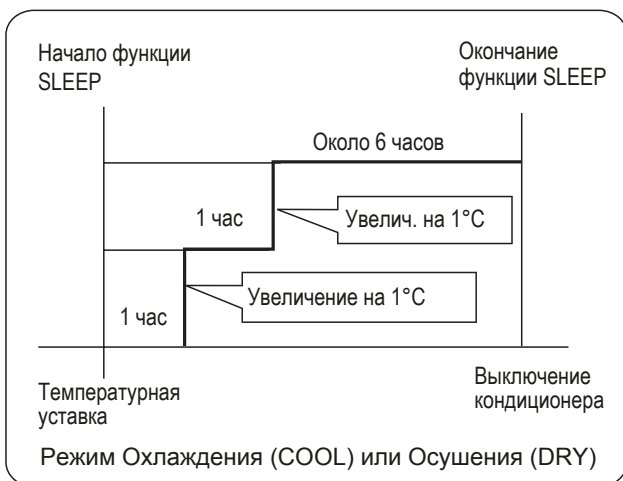 Начало функции
SLEEP
Окончание
функции SLEEP
Около 6 часов
1 час
Увелич. на 1°C
1 час
Увеличение на 1°C
Температурная
уставка
Выключение
кондиционера
Режим Охлаждения (COOL) или Осушения (DRY)